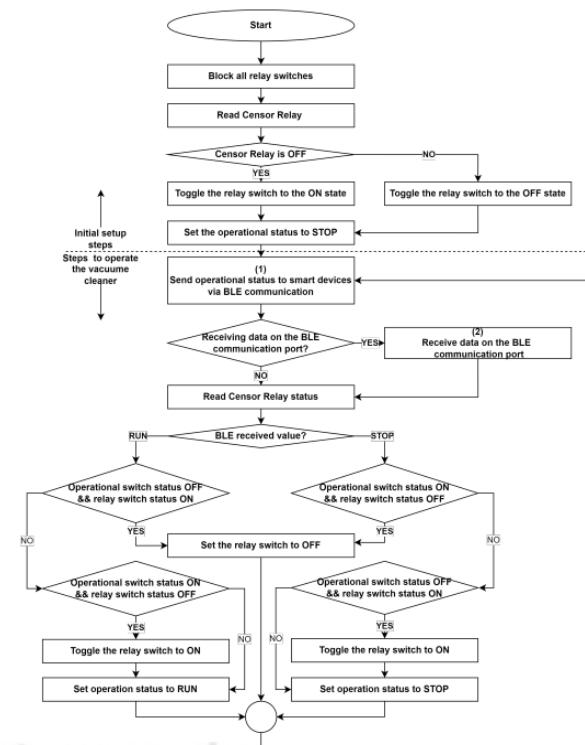 Start
Block all relay switches
Read Censor Relay
Censor Relay is OFF
NO
YES
Toggle the relay switch to the ON state
Toggle the relay switch to the OFF state
Set the operational status to STOP
Initial setup
steps
Steps to operate
the vacuume
cleaner
(1)
Send operational status to smart devices
via BLE communication
Receiving data on the BLE
communication port?
YES
(2)
Receive data on the BLE
communication port
NO
Read Censor Relay status
RUN
BLE received value?
STOP
Operational switch status OFF
&& relay switch status ON
Operational switch status ON
&& relay switch status OFF
YES
YES
NO
NO
Set the relay switch to OFF
Operational switch status ON
&& relay switch status OFF
Operational switch status OFF
&& relay switch status ON
YES
YES
NO
NO
Toggle the relay switch to ON
Toggle the relay switch to ON
Set operation status to RUN
Set operation status to STOP